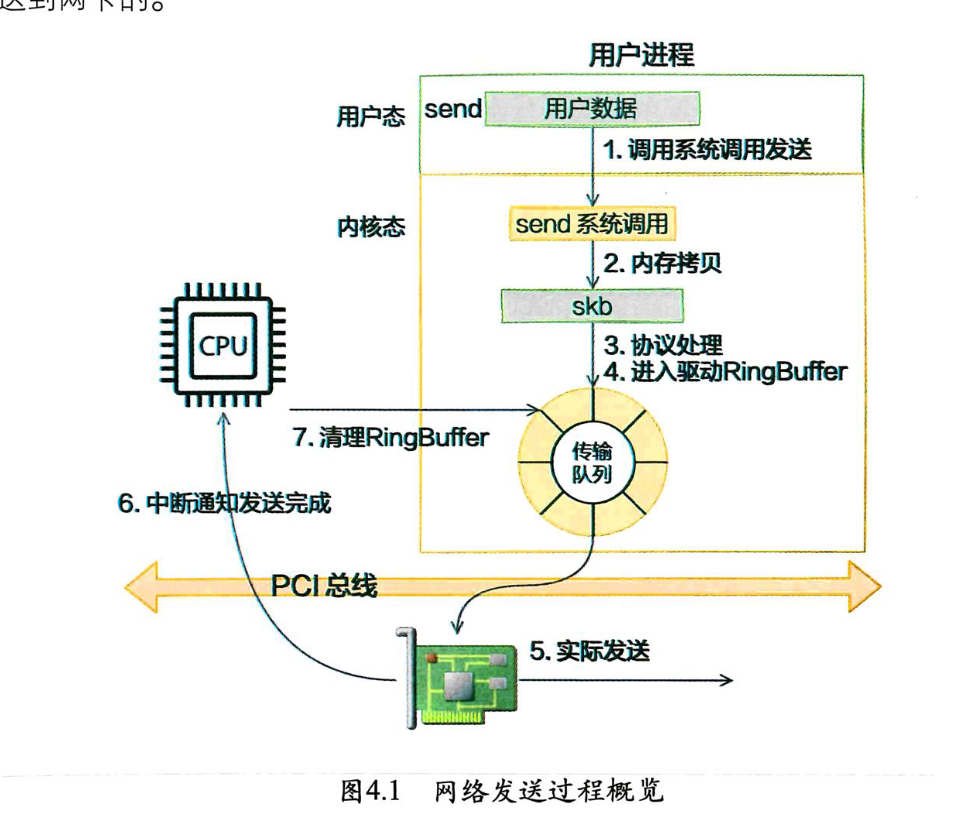 送到网卡的。
用户进程
用户态
send
用户数据
1. 调用系统调用发送
内核态
send 系统调用
2. 内存拷贝
skb
3. 协议处理
4. 进入驱动RingBuffer
CPU
7. 清理RingBuffer
传输
队列
6. 中断通知发送完成
PCI 总线
5. 实际发送
图4.1 网络发送过程概览